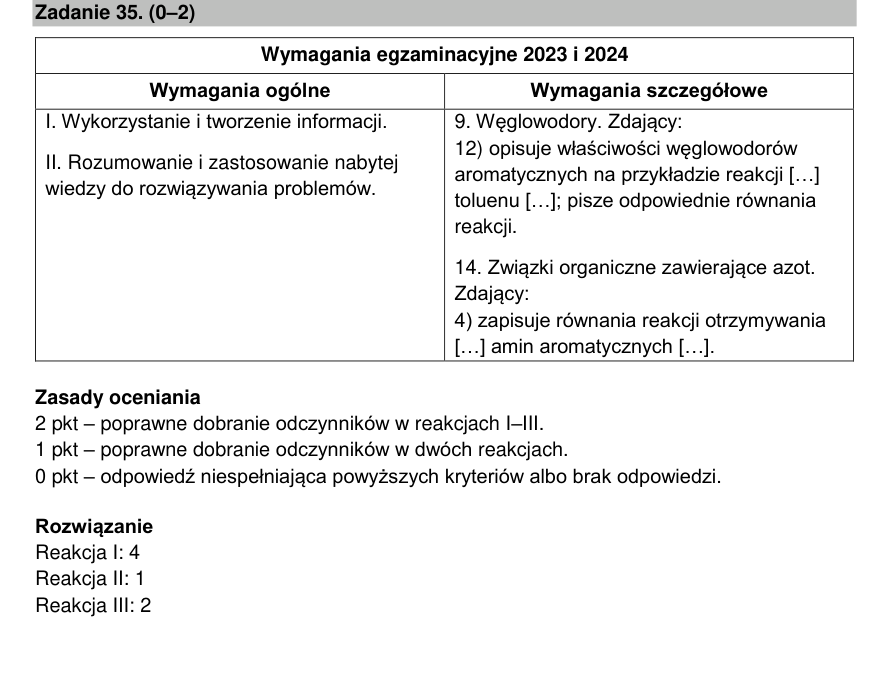 Zadanie 35. (0–2)
Wymagania egzaminacyjne 2023 i 2024
Wymagania ogólne
Wymagania szczegółowe
I. Wykorzystanie i tworzenie informacji.
II. Rozumowanie i zastosowanie nabytej
wiedzy do rozwiązywania problemów.
9. Węglowodory. Zdający:
12) opisuje właściwości węglowodorów
aromatycznych na przykładzie reakcji […]
toluenu […]; pisze odpowiednie równania
reakcji.
14. Związki organiczne zawierające azot.
Zdający:
4) zapisuje równania reakcji otrzymywania
[…] amin aromatycznych […].
Zasady oceniania
2 pkt – poprawne dobranie odczynników w reakcjach I–III.
1 pkt – poprawne dobranie odczynników w dwóch reakcjach.
0 pkt – odpowiedź niespełniająca powyższych kryteriów albo brak odpowiedzi.
Rozwiązanie
Reakcja I: 4
Reakcja II: 1
Reakcja III: 2